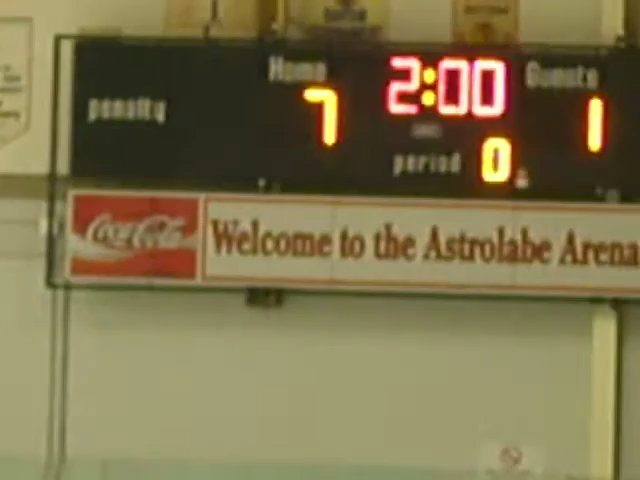 Home 2:00 Guests
penalty 7 1
period 0
Coca-Cola Welcome to the Astrolabe Arena